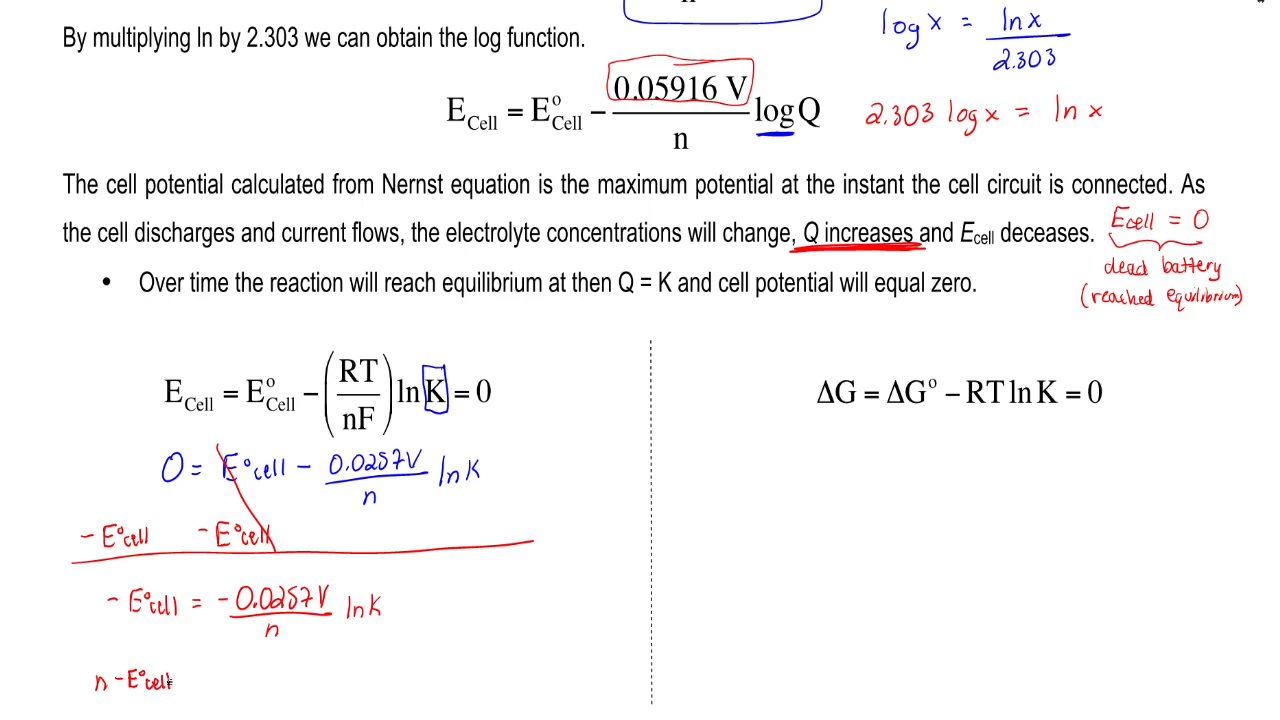 By multiplying ln by 2.303 we can obtain the log function.
log x = ln x / 2.303
E_Cell = E°_Cell − 0.05916 V / n log Q
2.303 log x = ln x
The cell potential calculated from Nernst equation is the maximum potential at the instant the cell circuit is connected. As
the cell discharges and current flows, the electrolyte concentrations will change, Q increases and E_cell deceases.
Ecell = 0
dead battery
(reached equilibrium)
• Over time the reaction will reach equilibrium at then Q = K and cell potential will equal zero.
E_Cell = E°_Cell − (RT / nF) ln K = 0
ΔG = ΔG° − RT ln K = 0
0 = E°cell − 0.0257V / n ln K
− E°cell − E°cell
− E°cell = − 0.0257V / n ln K
n − E°cell